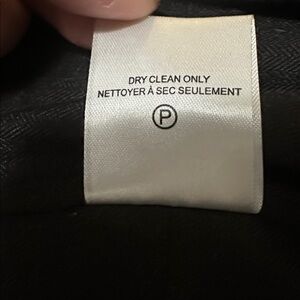 DRY CLEAN ONLY
NETTOYER À SEC SEULEMENT
P